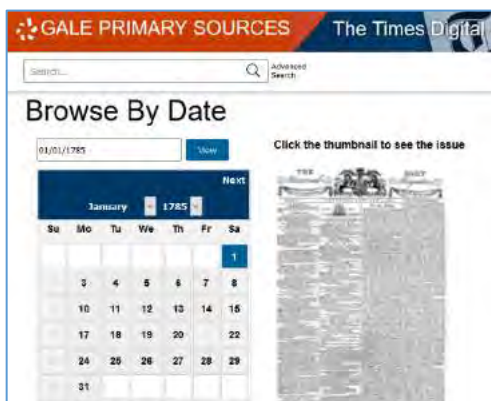 GALE PRIMARY SOURCES
The Times Digital
Search...
Advanced
Search
Browse By Date
01/01/1785
View
Click the thumbnail to see the issue
Next
January 1785
Su Mo Tu We Th Fr Sa
1
3 4 5 6 7 8
10 11 12 13 14 15
17 18 19 20 22
24 25 26 27 28 29
31
THE